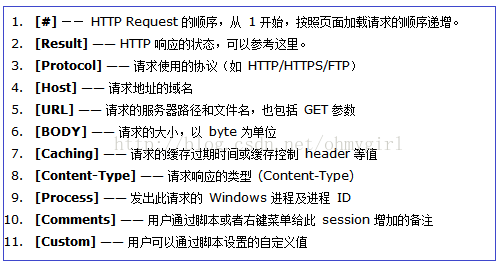 1. [#] —— HTTP Request 的顺序，从 1 开始，按照页面加载请求的顺序递增。
2. [Result] —— HTTP 响应的状态，可以参考这里。
3. [Protocol] —— 请求使用的协议（如 HTTP/HTTPS/FTP）
4. [Host] —— 请求地址的域名
5. [URL] —— 请求的服务器路径和文件名，也包括 GET 参数
6. [BODY] —— 请求的大小，以 byte 为单位
http://blog.csdn.net/ohmygirl
7. [Caching] —— 请求的缓存过期时间或缓存控制 header 等值
8. [Content-Type] —— 请求响应的类型 (Content-Type)
9. [Process] —— 发出此请求的 Windows 进程及进程 ID
10. [Comments] —— 用户通过脚本或者右键菜单给此 session 增加的备注
11. [Custom] —— 用户可以通过脚本设置的自定义值